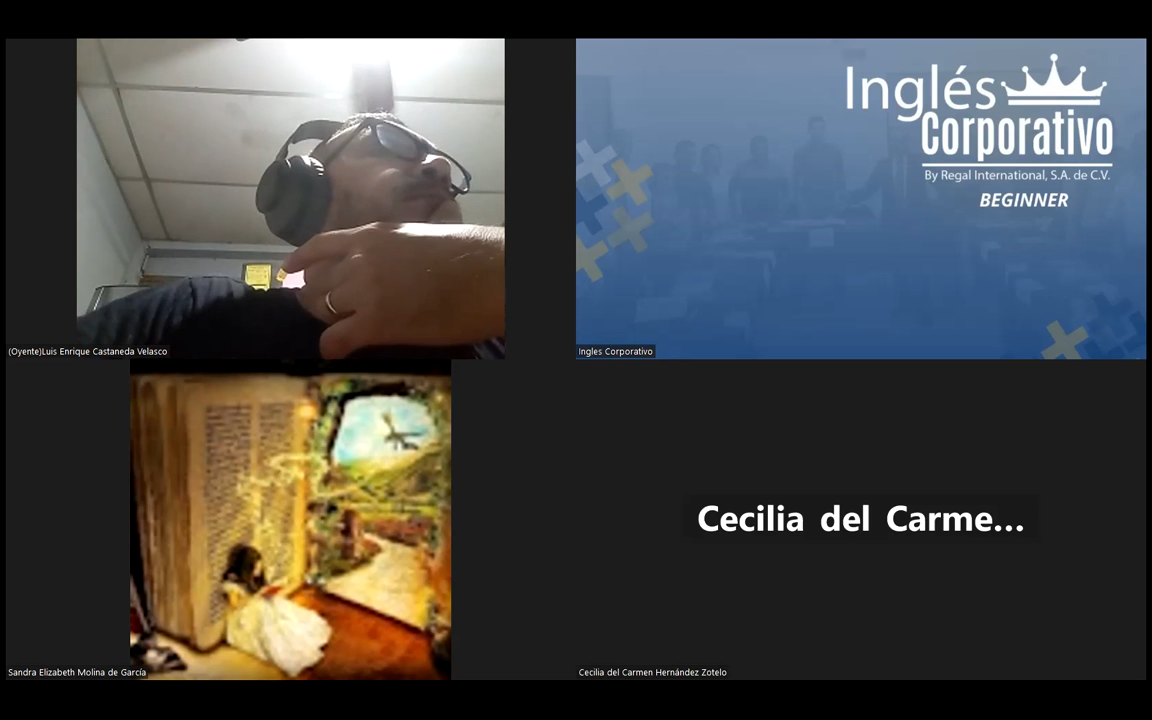 Inglés
Corporativo
By Regal International, S.A. de C.V.
BEGINNER
(Oyente)Luis Enrique Castaneda Velasco
Ingles Corporativo
Cecilia del Carme...
Sandra Elizabeth Molina de García
Cecilia del Carmen Hernández Zotelo